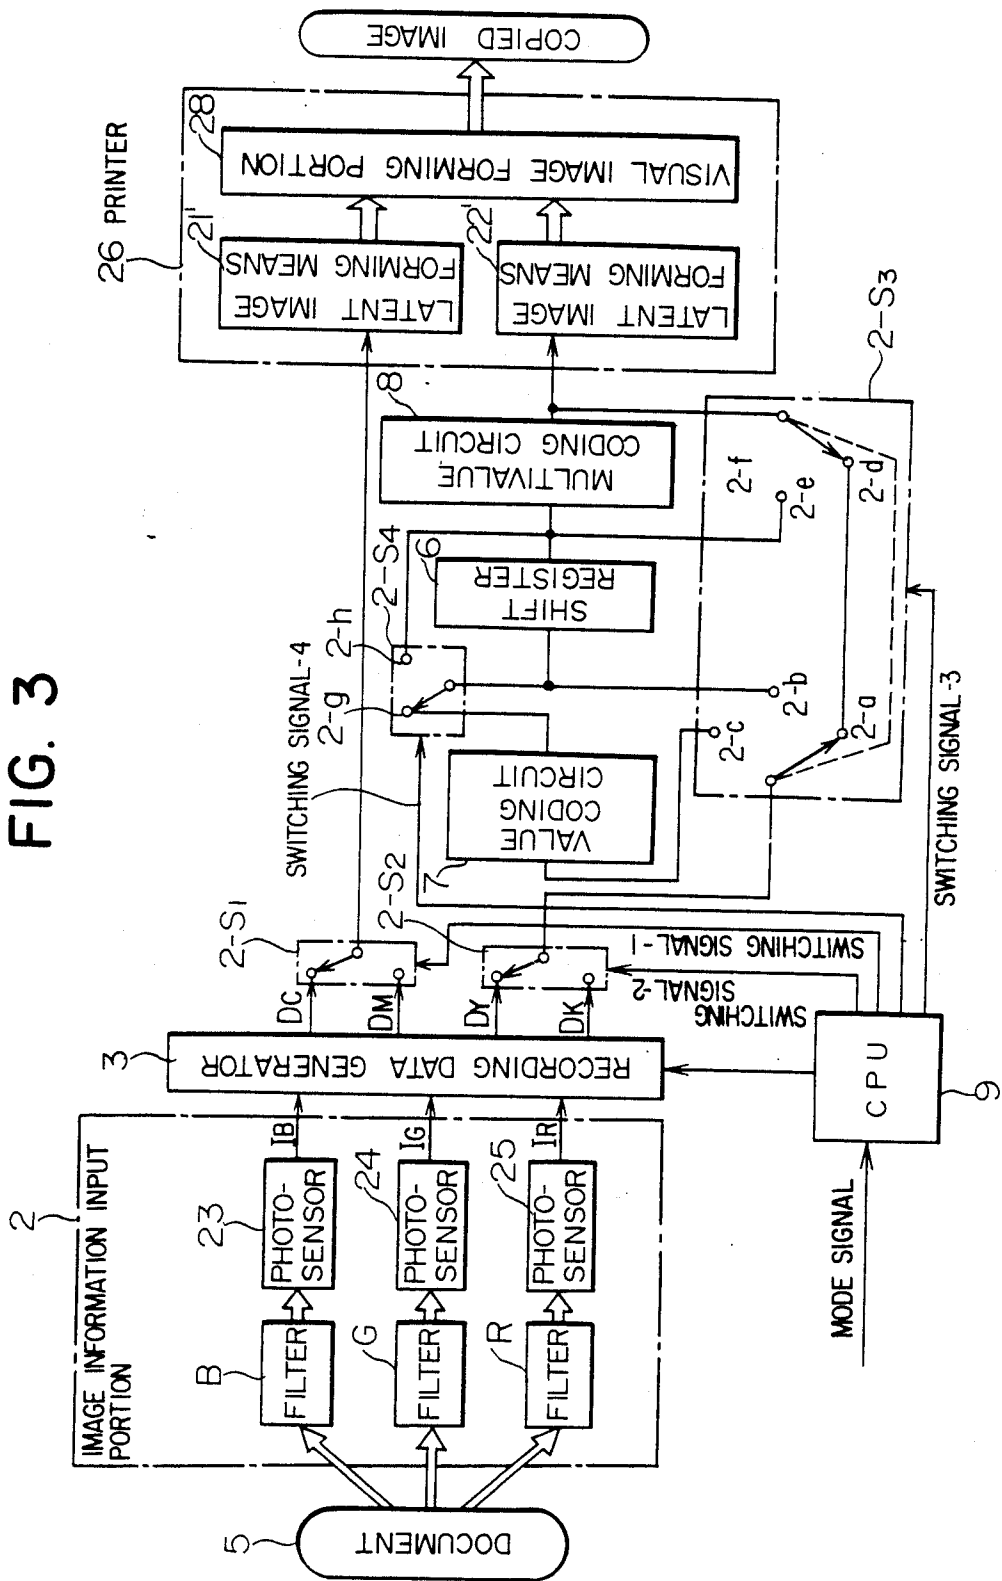 FIG. 3
5
DOCUMENT
2
IMAGE INFORMATION INPUT
PORTION
B
FILTER
G
FILTER
R
FILTER
23
PHOTO-
SENSOR
24
PHOTO-
SENSOR
25
PHOTO-
SENSOR
IB
IG
IR
3
RECORDING DATA GENERATOR
DC
DM
DY
DK
2-S1
2-S2
MODE SIGNAL
CPU
9
SWITCHING
SIGNAL-2
SWITCHING SIGNAL
-1
SWITCHING SIGNAL-4
SWITCHING SIGNAL-3
7
VALUE
CODING
CIRCUIT
2-g
2-h
2-S4
SHIFT
REGISTER
6
MULTIVALUE
CODING CIRCUIT
8
2-c
2-b
2-a
2-f
2-e
2-d
2-S3
26 PRINTER
LATENT IMAGE
FORMING MEANS
21'
LATENT IMAGE
FORMING MEANS
22'
VISUAL IMAGE FORMING PORTION
28
COPIED IMAGE